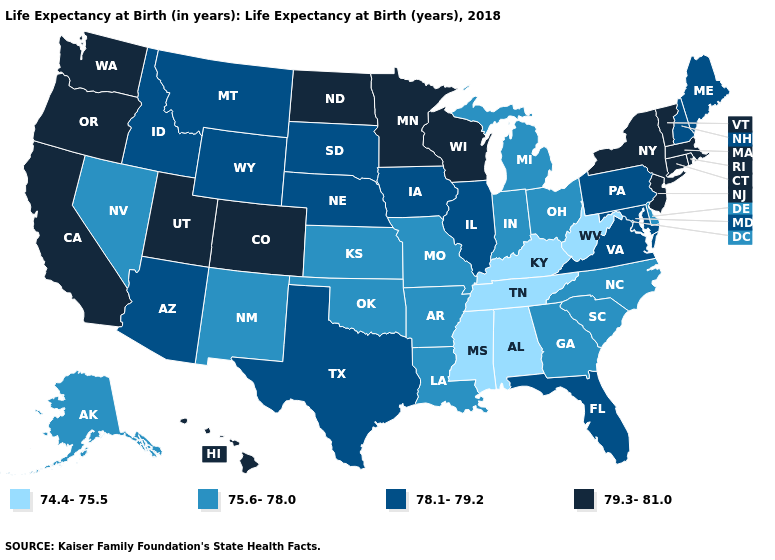 Life Expectancy at Birth (in years): Life Expectancy at Birth (years), 2018
WA
OR
CA
ID
NV
AZ
MT
WY
UT
CO
NM
ND
SD
NE
KS
OK
TX
MN
IA
MO
AR
LA
WI
IL
MI
IN
OH
KY
TN
MS
AL
GA
FL
SC
NC
VA
WV
PA
NY
ME
VT
NH
MA
RI
CT
NJ
DE
MD
DC
AK
HI
74.4- 75.5
75.6- 78.0
78.1- 79.2
79.3- 81.0
SOURCE: Kaiser Family Foundation's State Health Facts.